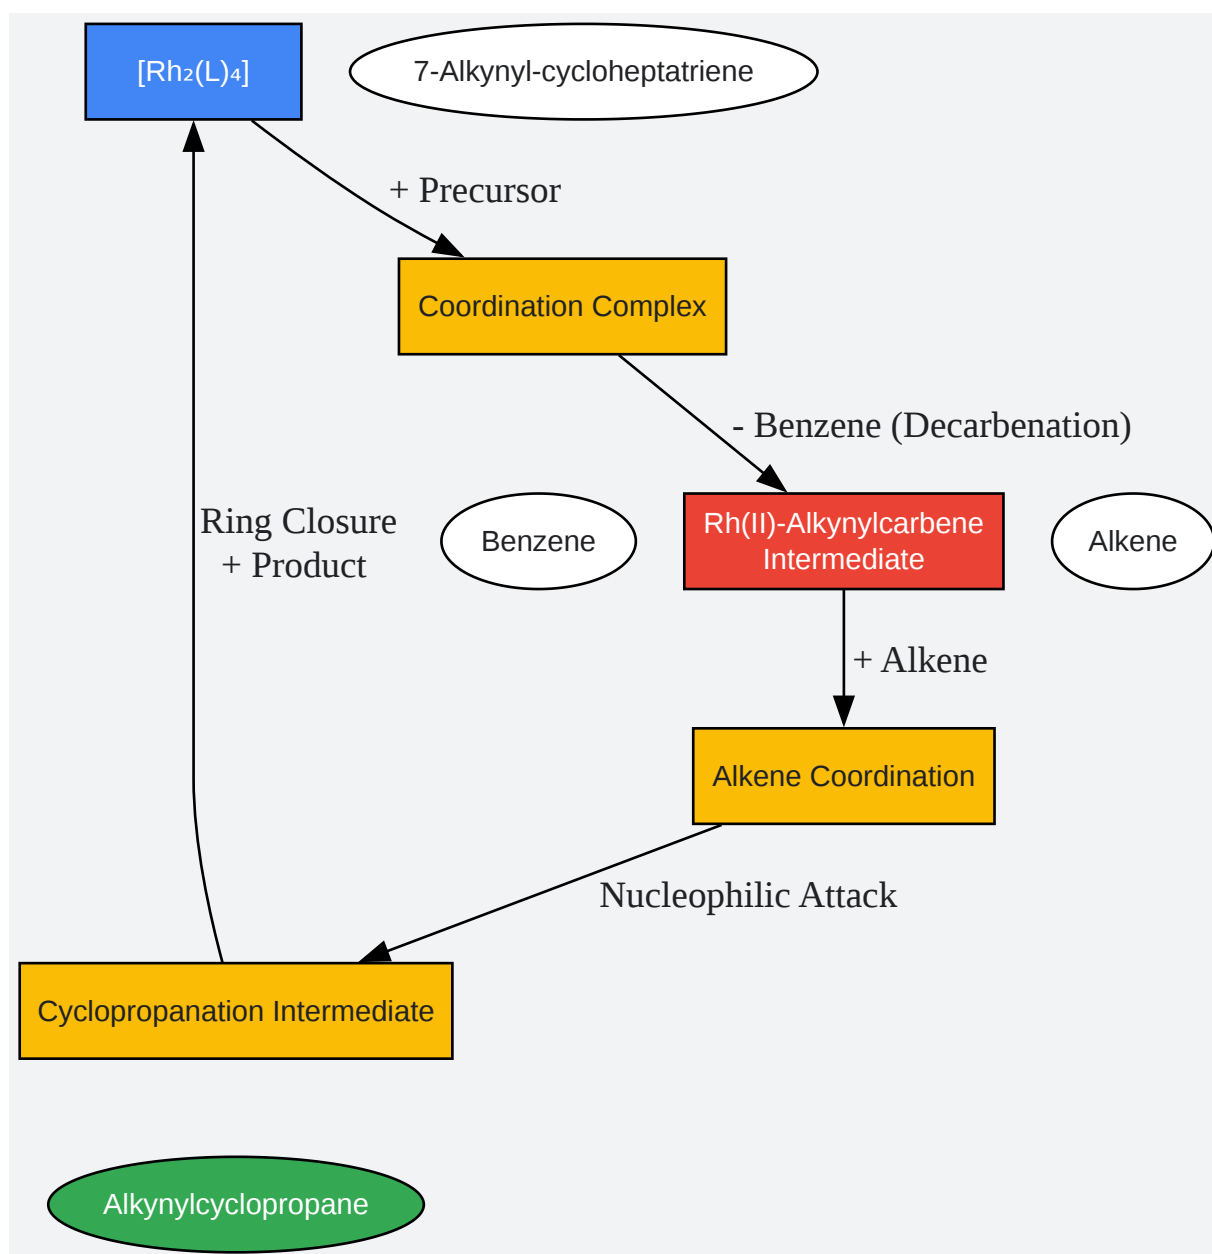 [Rh₂(L)₄]
7-Alkynyl-cycloheptatriene
+ Precursor
Coordination Complex
- Benzene (Decarbenation)
Ring Closure
+ Product
Benzene
Rh(II)-Alkynylcarbene
Intermediate
Alkene
+ Alkene
Alkene Coordination
Nucleophilic Attack
Cyclopropanation Intermediate
Alkynylcyclopropane